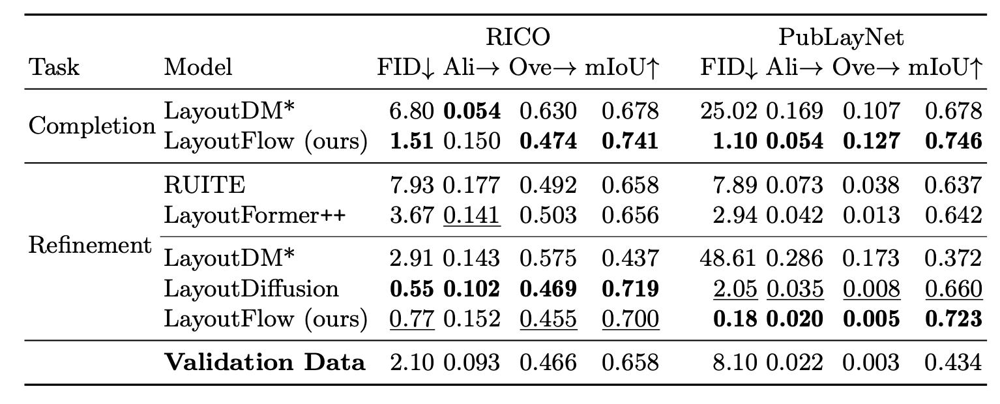 RICO PubLayNet
Task Model FID↓ Ali→ Ove→ mIoU↑ FID↓ Ali→ Ove→ mIoU↑
Completion
LayoutDM* 6.80 0.054 0.630 0.678 25.02 0.169 0.107 0.678
LayoutFlow (ours) 1.51 0.150 0.474 0.741 1.10 0.054 0.127 0.746
Refinement
RUITE 7.93 0.177 0.492 0.658 7.89 0.073 0.038 0.637
LayoutFormer++ 3.67 0.141 0.503 0.656 2.94 0.042 0.013 0.642
LayoutDM* 2.91 0.143 0.575 0.437 48.61 0.286 0.173 0.372
LayoutDiffusion 0.55 0.102 0.469 0.719 2.05 0.035 0.008 0.660
LayoutFlow (ours) 0.77 0.152 0.455 0.700 0.18 0.020 0.005 0.723
Validation Data 2.10 0.093 0.466 0.658 8.10 0.022 0.003 0.434